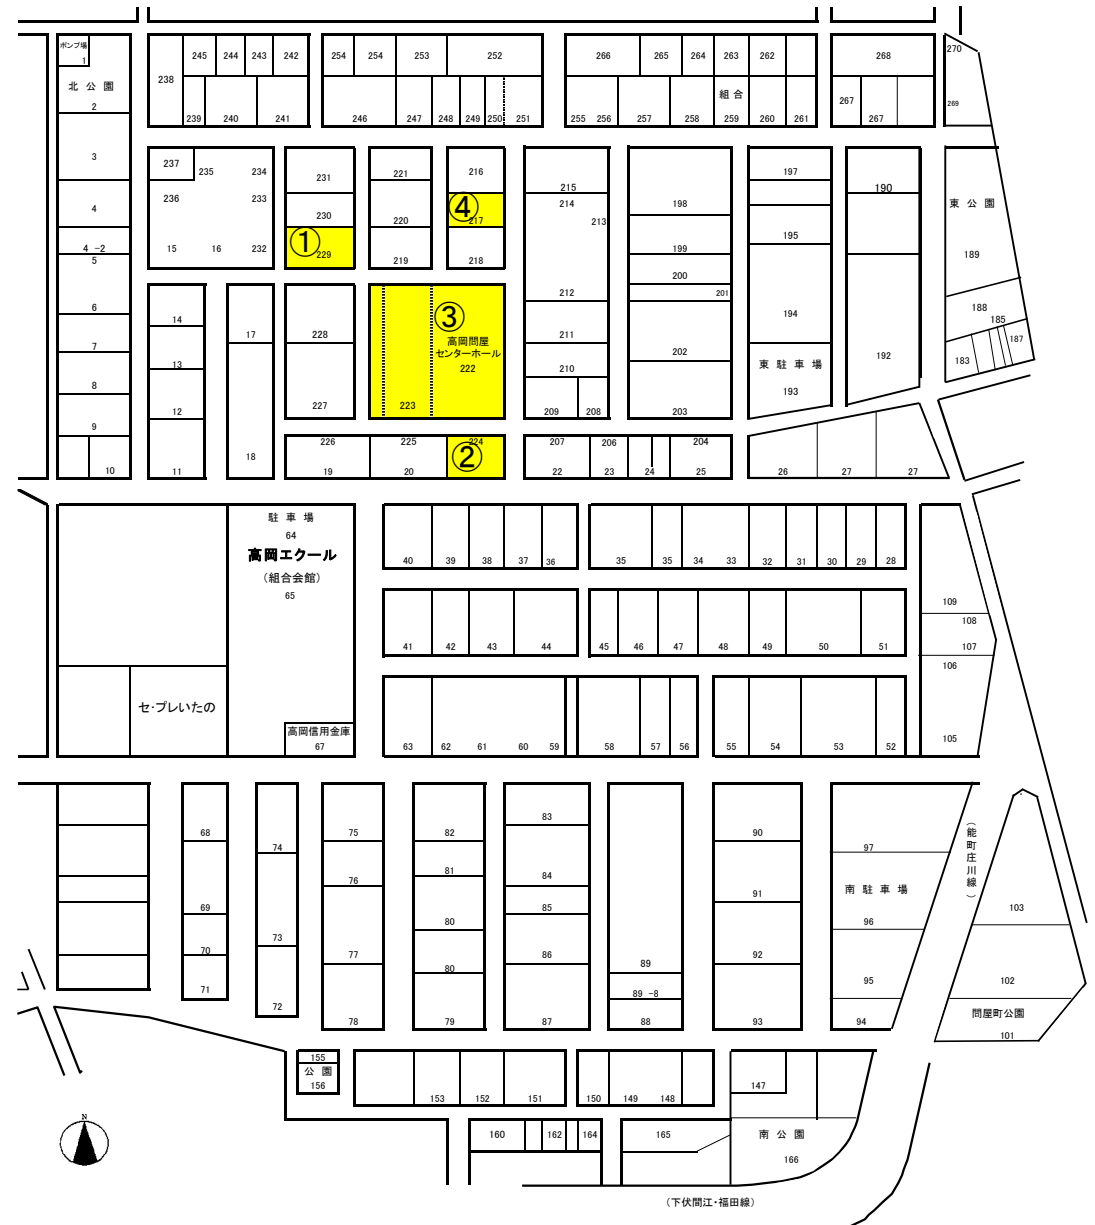 245 244 243 242 254 254 253 252 266 265 264 263 262 268 270
ポンプ場
1
北 公 園
238
組 合
267
269
2
239 240 241 246 247 248 249 250 251 255 256 257 258 259 260 261 267
3
237 235 234 231 221 216 215 197 190
4
236 233 230 220 ④ 217 214 213 198 東 公 園
4 -2
15 16 232 ① 229 219 218 199 195 189
5
200
6
14 17 228 ③ 212 201 194 188 185
高岡問屋
センターホール
222
7
13 211 202 192 183 187
8
210 東 駐 車 場
193
12 227 223 209 208 203
9
10 11 18
226 225 224 207 206 204
② 19 20 22 23 24 25 26 27 27
駐 車 場
64
高岡エクール
(組合会館)
65
40 39 38 37 36 35 35 34 33 32 31 30 29 28
109
108
41 42 43 44 45 46 47 48 49 50 51 107
106
セ・プレいたの
高岡信用金庫
67
63 62 61 60 59 58 57 56 55 54 53 52 105
68 74 75 82 83 90 97
(能町庄川線)
76 81 84 91 南 駐 車 場
69 73 80 85 96 103
70 77 80 86 89 92 95 102
71 72 78 79 87 89 -8 88 93 94
問屋町公園
101
155
公 園
156
153 152 151 150 149 148 147
N
160 162 164 165 南 公 園
166
(下伏間江・福田線)